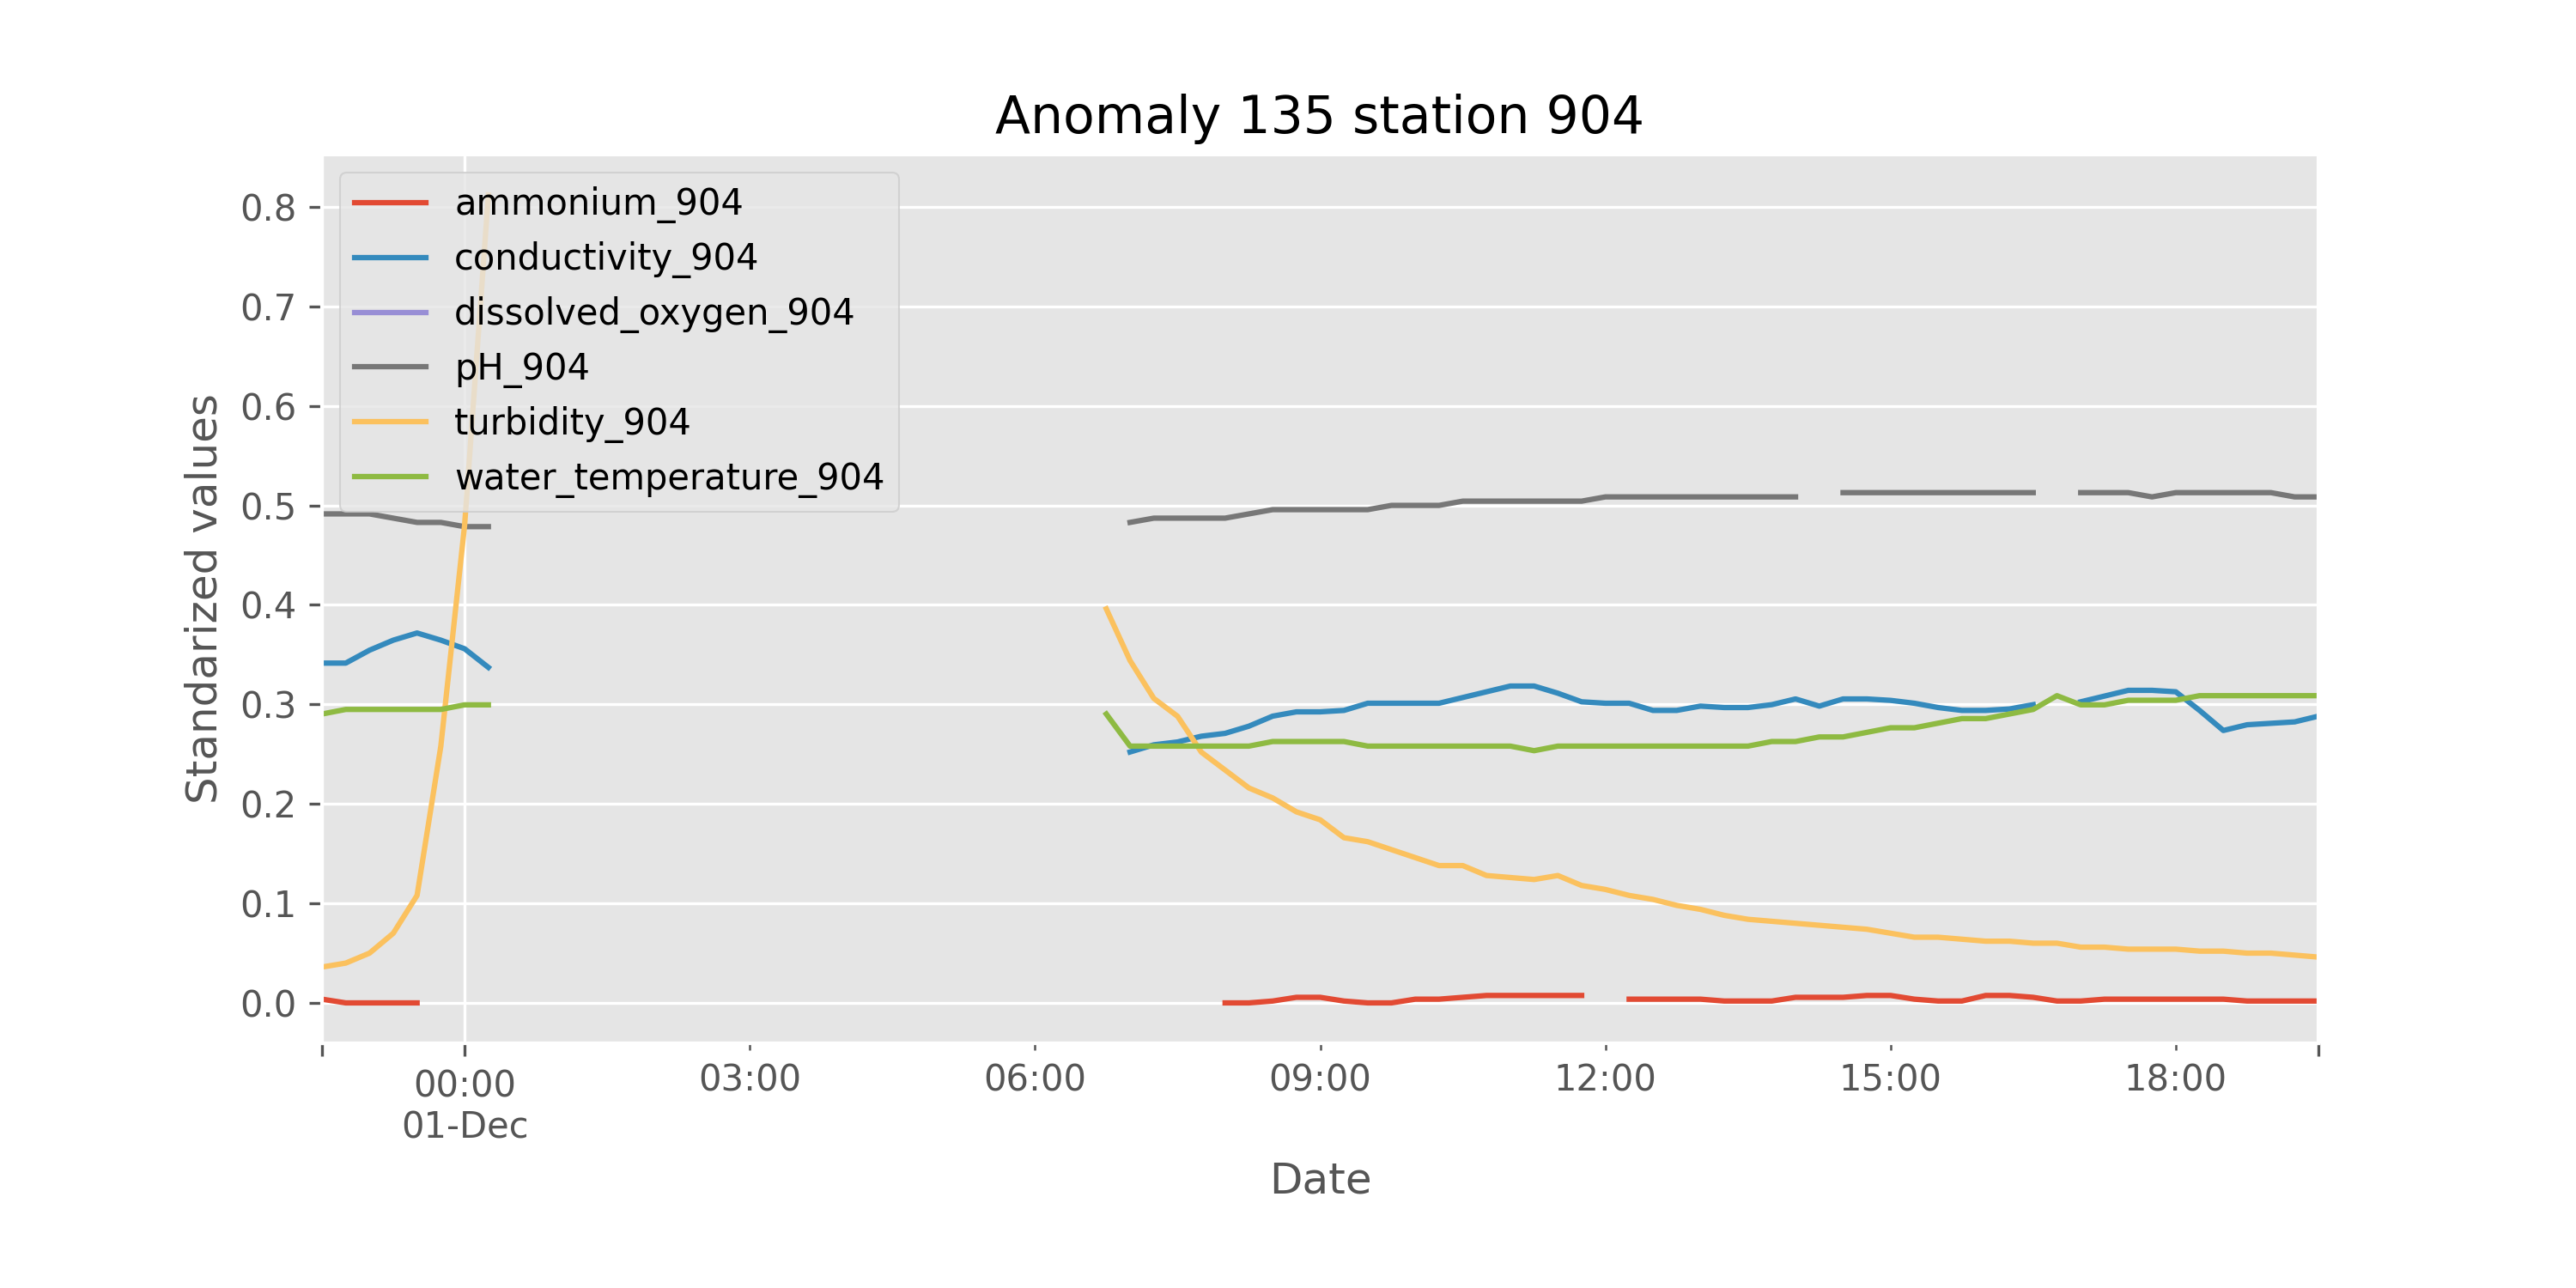 Anomaly 135 station 904
ammonium_904
conductivity_904
dissolved_oxygen_904
pH_904
turbidity_904
water_temperature_904
Standarized values
0.8
0.7
0.6
0.5
0.4
0.3
0.2
0.1
0.0
00:00
01-Dec
03:00
06:00
09:00
12:00
15:00
18:00
Date